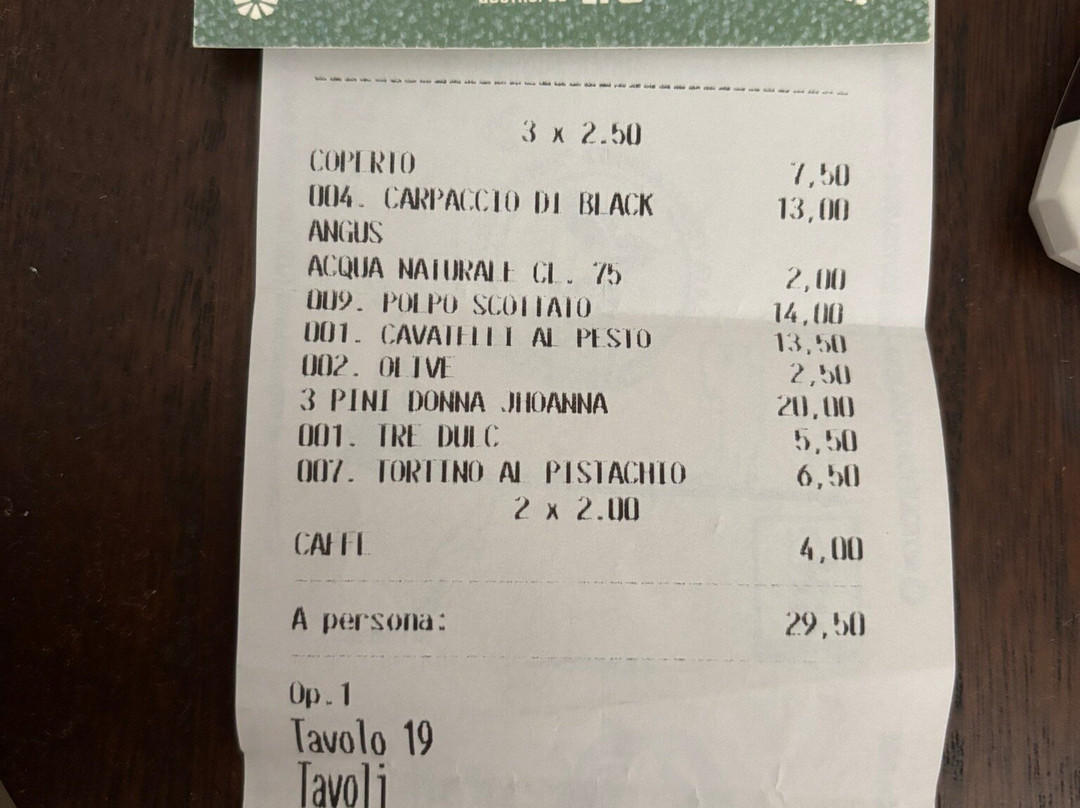 3 x 2.50
COPERTO 7,50
004. CARPACCIO DI BLACK 13,00
ANGUS
ACQUA NATURALE CL. 75 2,00
009. POLPO SCOTTATO 14,00
001. CAVATELLI AL PESTO 13,50
002. OLIVE 2,50
3 PINI DONNA JHOANNA 20,00
001. TRE DULC 5,50
007. TORTINO AL PISTACHIO 6,50
2 x 2.00
CAFFE 4,00
A persona: 29,50
Op.1
Tavolo 19
Tavoli